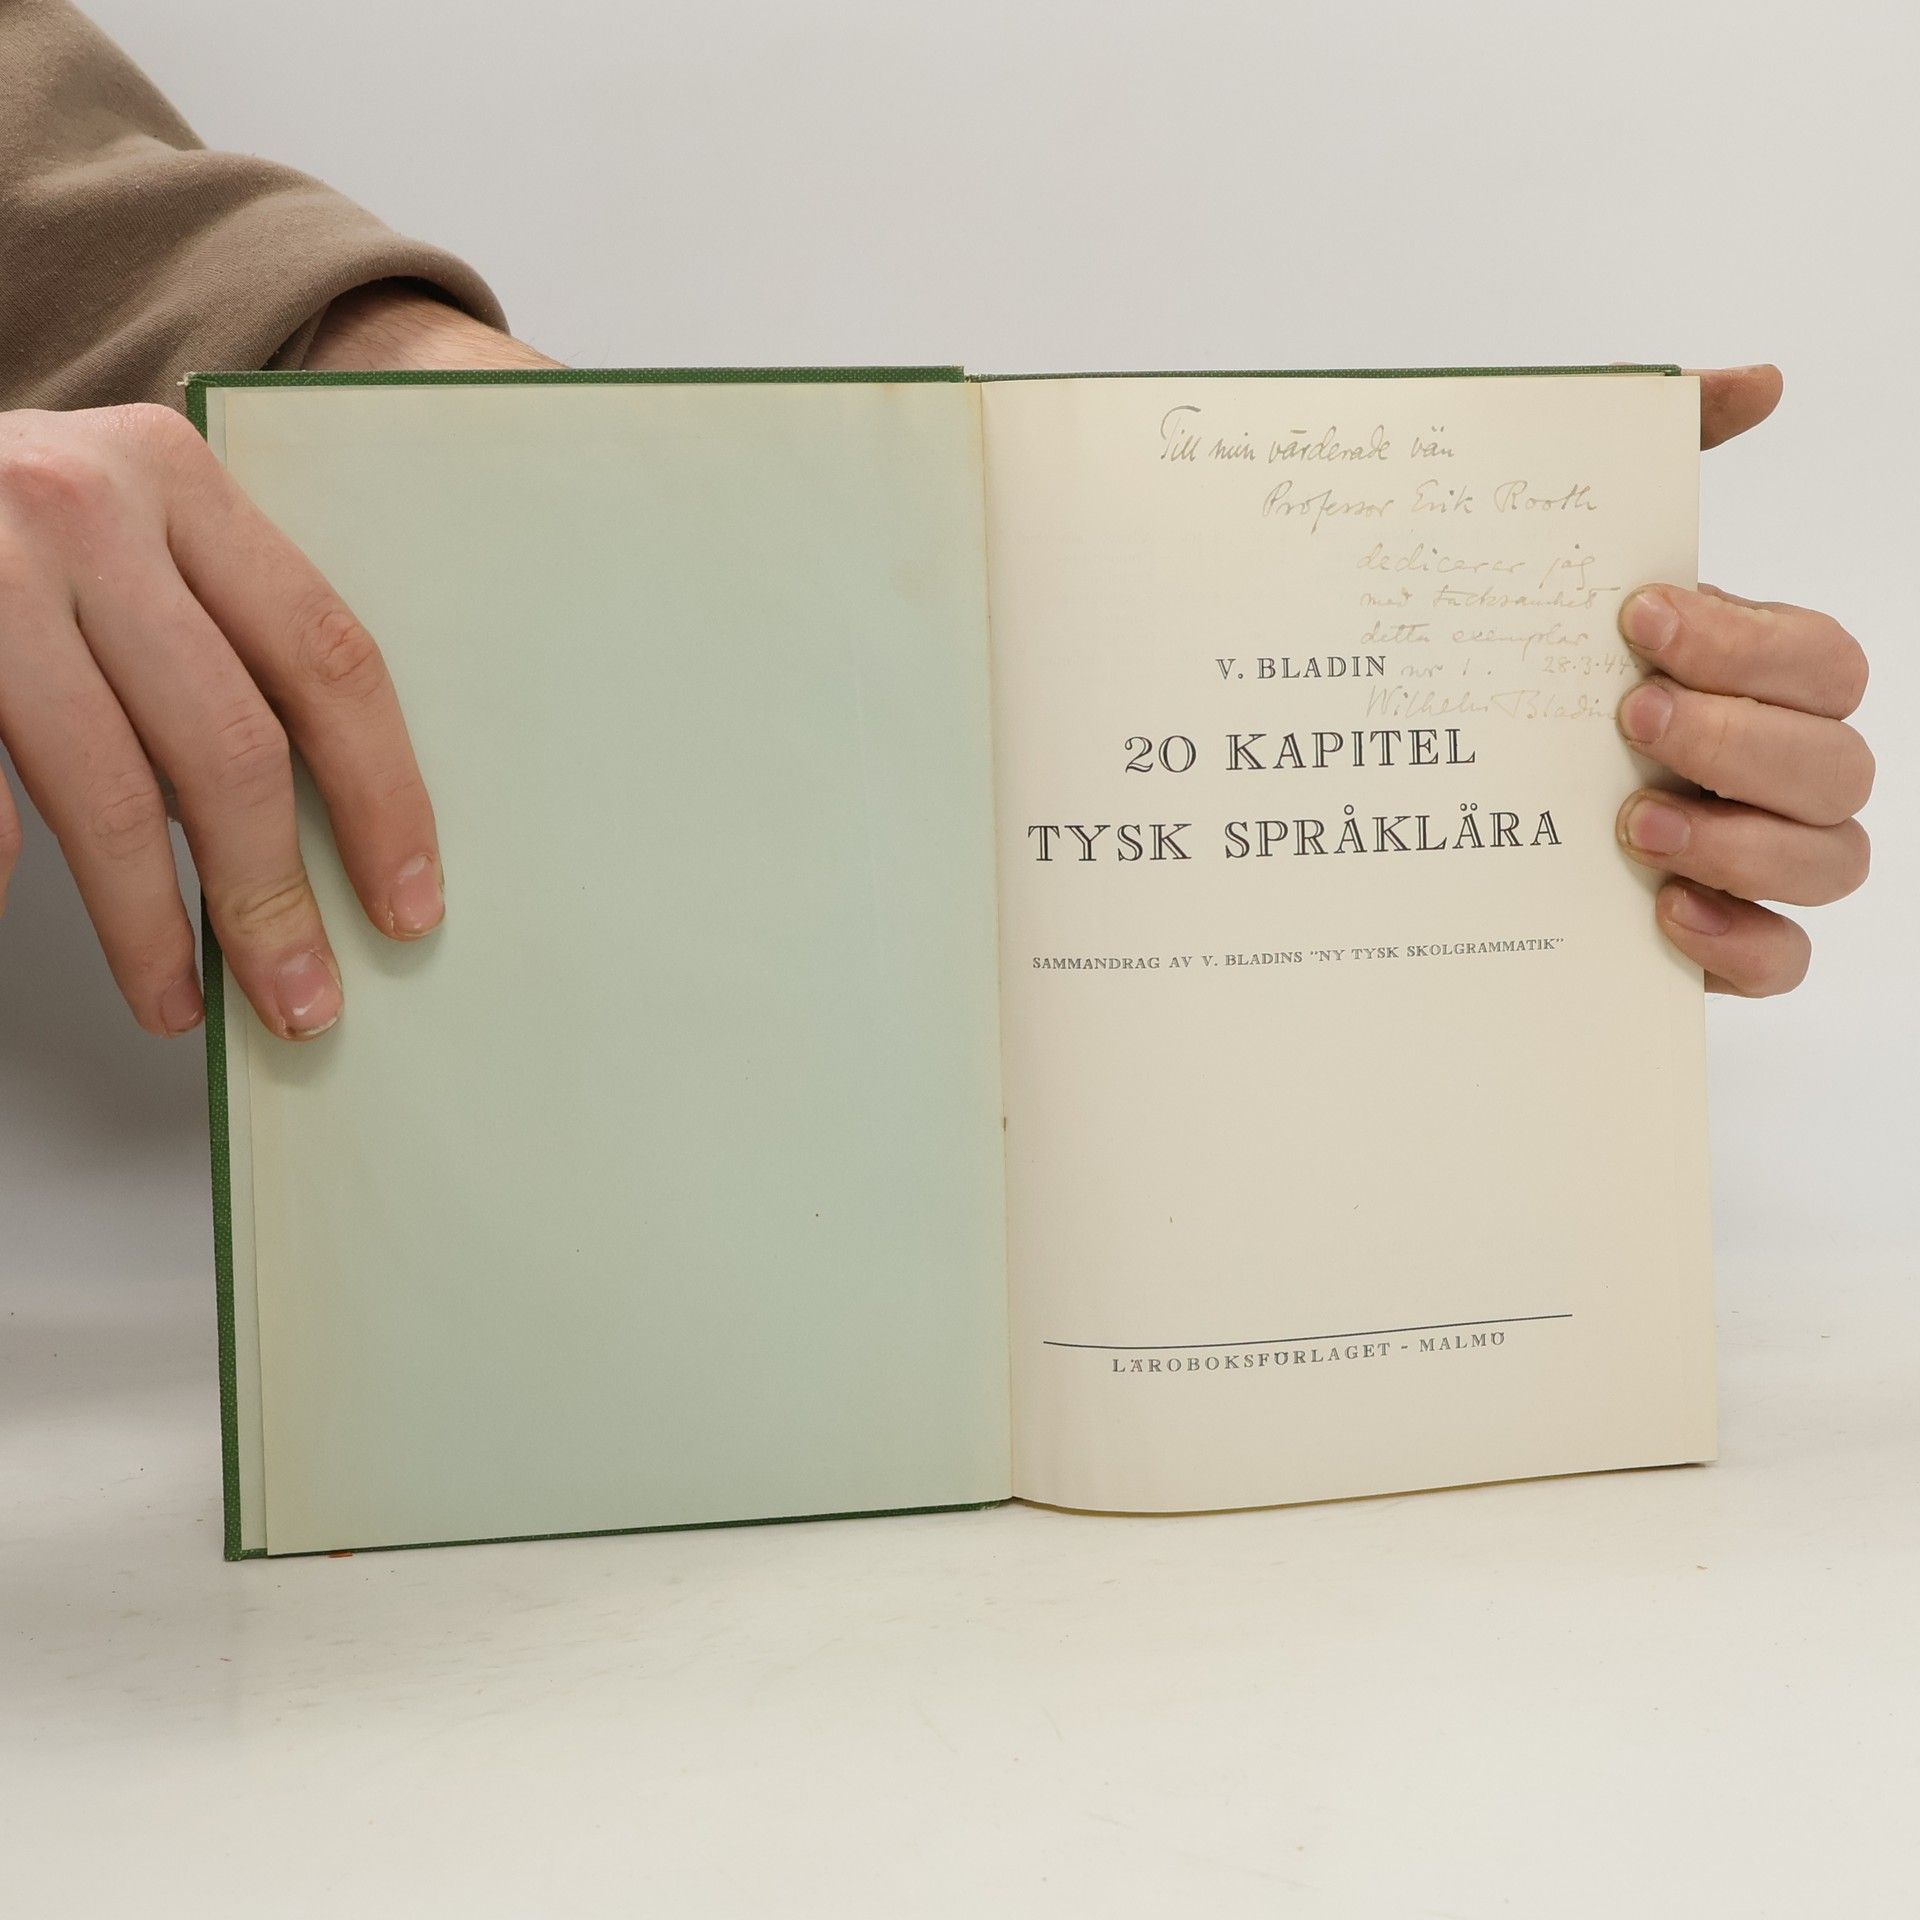 Till min värderade vän
Professor Erik Rooth
dedicerar jag
med tacksamhet
detta exemplar
V. BLADIN nor 1. 28.3.44.
Wilhelm Bladin
20 KAPITEL
TYSK SPRÅKLÄRA
SAMMANDRAG AV V. BLADINS "NY TYSK SKOLGRAMMATIK"
LÄROBOKSFÖRLAGET - MALMÖ